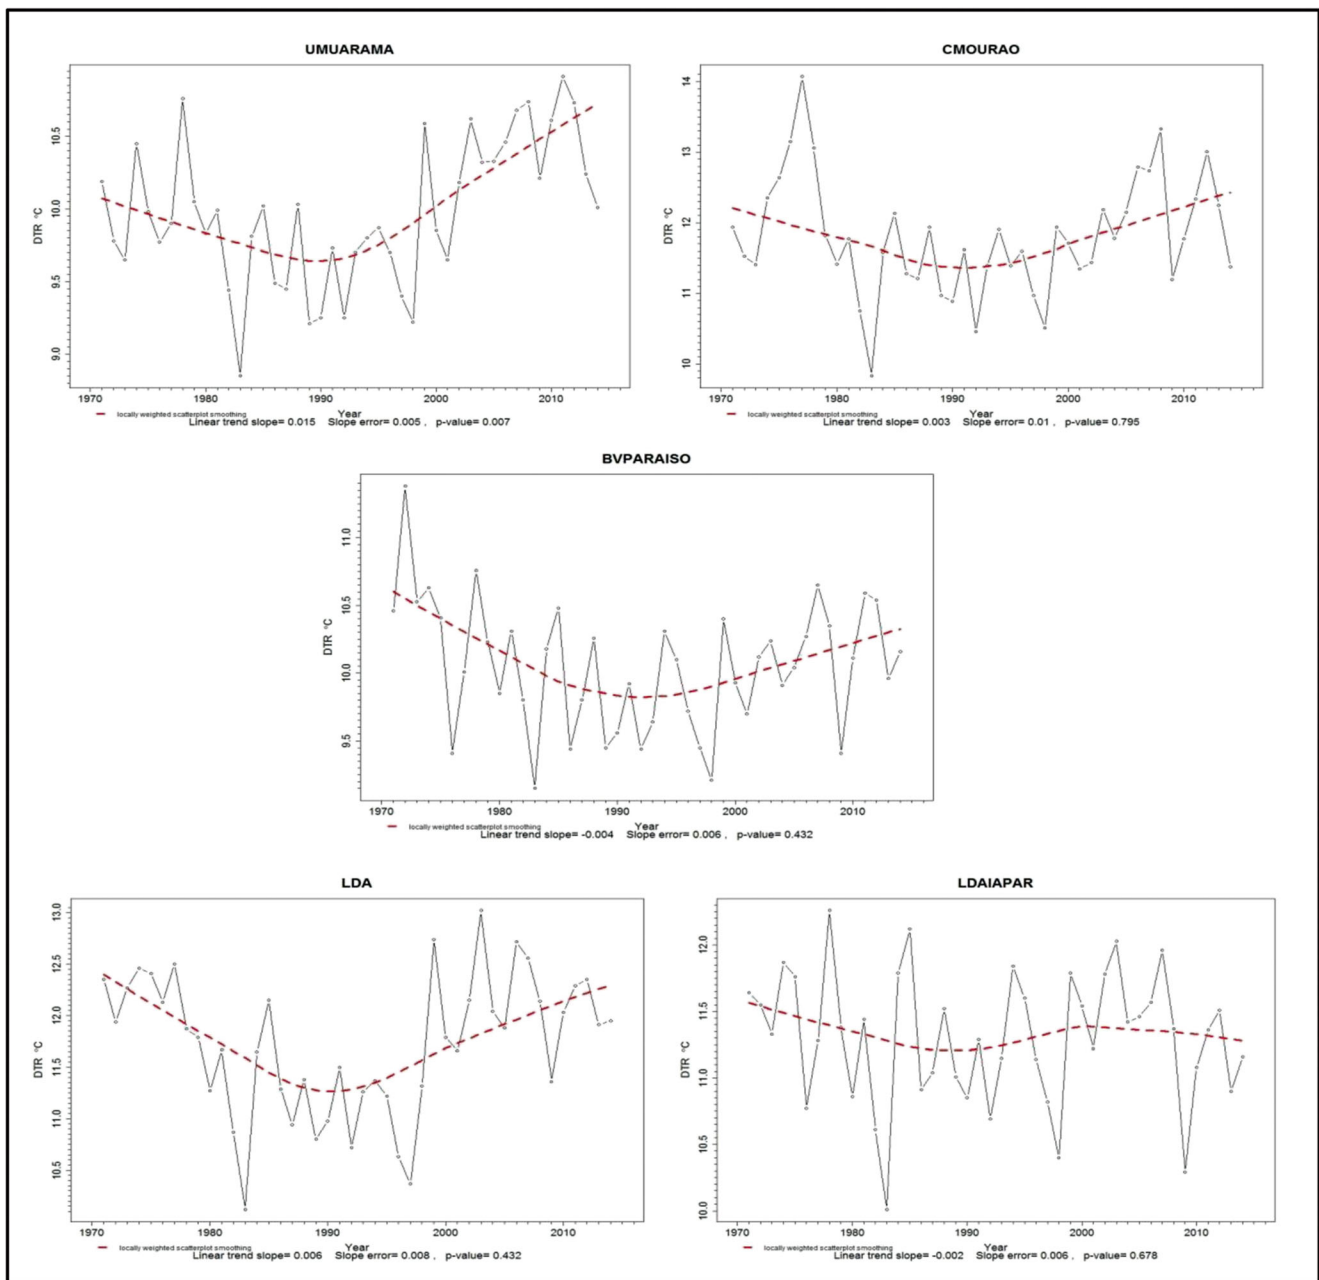 UMUARAMA
DTR °C
10.5
10.0
9.5
9.0
1970 1980 1990 2000 2010
Year
locally weighted scatterplot smoothing
Linear trend slope= 0.015 Slope error= 0.005 , p-value= 0.007
CMOURAO
DTR °C
14
13
12
11
10
1970 1980 1990 2000 2010
Year
locally weighted scatterplot smoothing
Linear trend slope= 0.003 Slope error= 0.01 , p-value= 0.795
BVPARAISO
DTR °C
11.0
10.5
10.0
9.5
1970 1980 1990 2000 2010
Year
locally weighted scatterplot smoothing
Linear trend slope= -0.004 Slope error= 0.006 , p-value= 0.432
LDA
DTR °C
13.0
12.5
12.0
11.5
11.0
10.5
1970 1980 1990 2000 2010
Year
locally weighted scatterplot smoothing
Linear trend slope= 0.006 Slope error= 0.008 , p-value= 0.432
LDAIAPAR
DTR °C
12.0
11.5
11.0
10.5
10.0
1970 1980 1990 2000 2010
Year
locally weighted scatterplot smoothing
Linear trend slope= -0.002 Slope error= 0.006 , p-value= 0.678